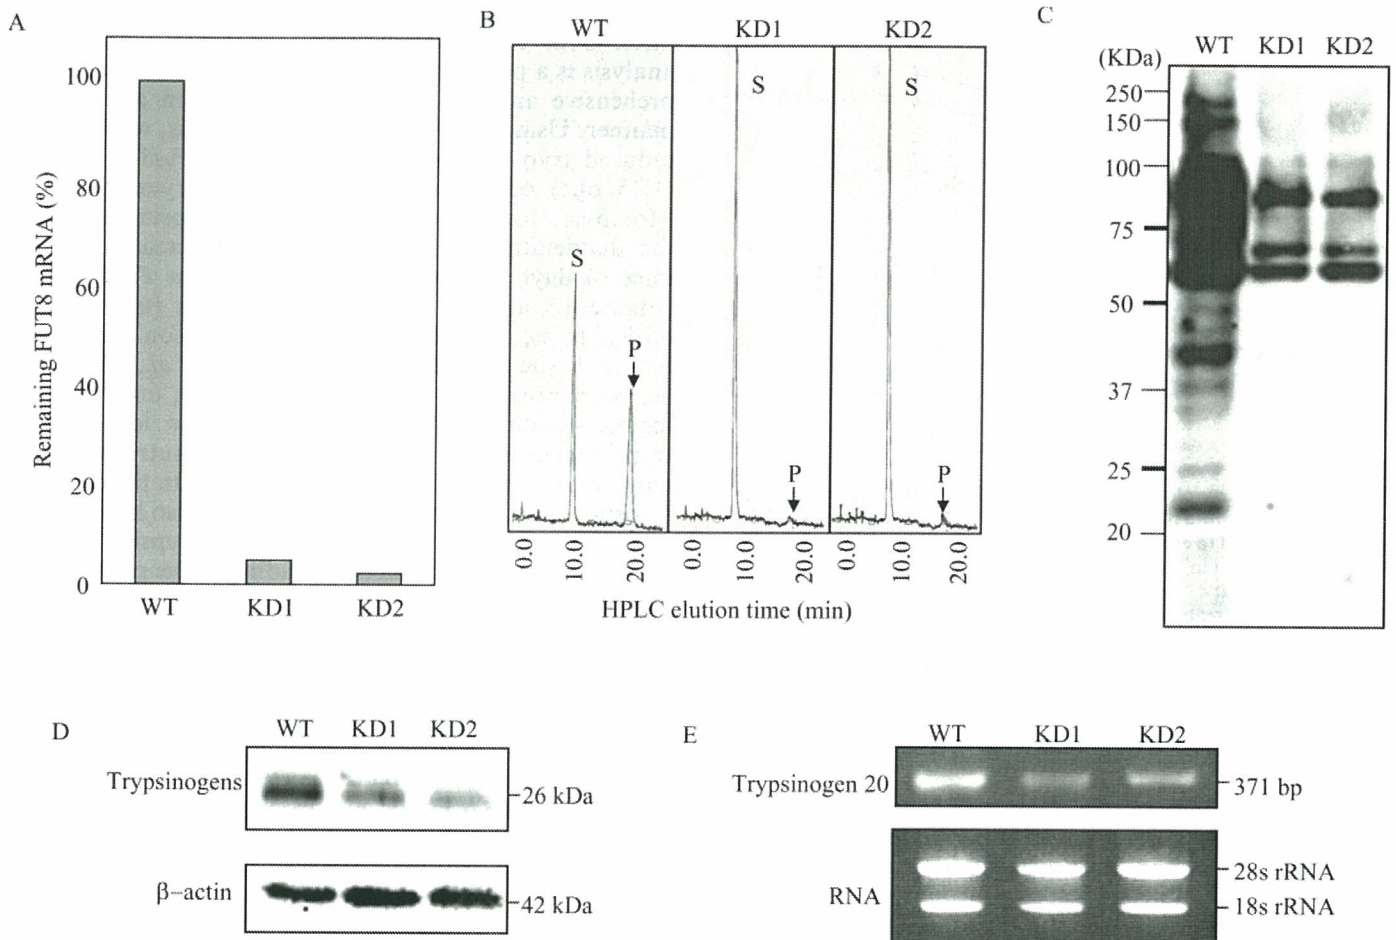 A
Remaining FUT8 mRNA (%)
100
80
60
40
20
0
WT KD1 KD2
B
WT KD1 KD2
S
P
S
P
S
P
0.0 10.0 20.0 0.0 10.0 20.0 0.0 10.0 20.0
HPLC elution time (min)
C
(KDa) WT KD1 KD2
250
150
100
75
50
37
25
20
D
WT KD1 KD2
Trypsinogens 26 kDa
β-actin 42 kDa
E
WT KD1 KD2
Trypsinogen 20 371 bp
RNA 28s rRNA
18s rRNA